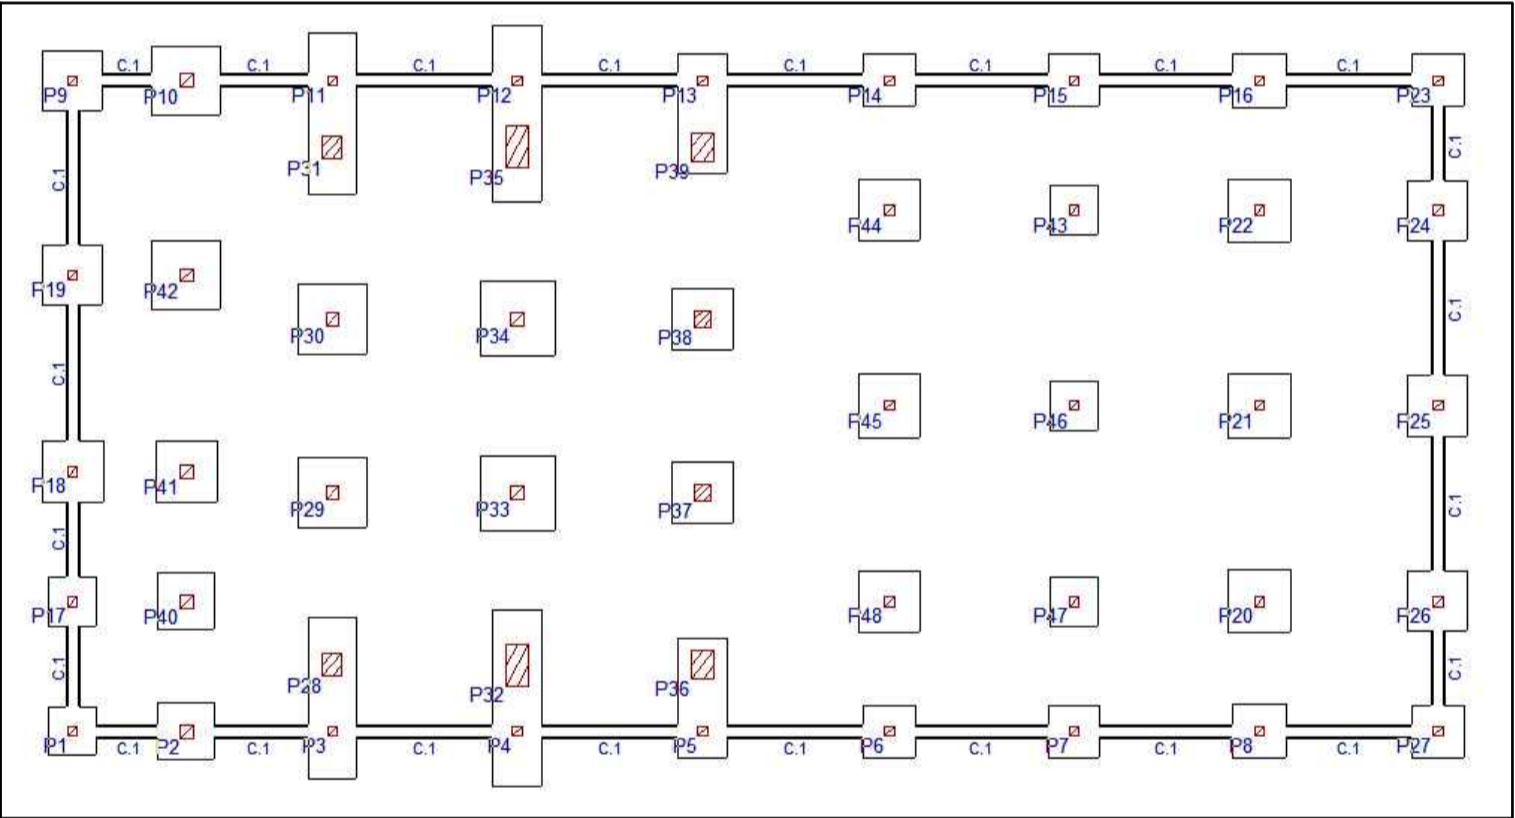 C.1 C.1 C.1 C.1 C.1 C.1 C.1 C.1
P9 P10 P11 P12 P13 P14 P15 P16 P23
C.1
P31 P35 P39
C.1
P44 P43 P22 P24
P19 P42
C.1
P30 P34 P38
C.1
P45 P46 P21 P25
P18 P41
P29 P33 P37
C.1
C.1
P17 P40 P48 P47 P20 P26
C.1 C.1
P28 P32 P36
P1 P2 P3 P4 P5 P6 P7 P8 P27
C.1 C.1 C.1 C.1 C.1 C.1 C.1 C.1